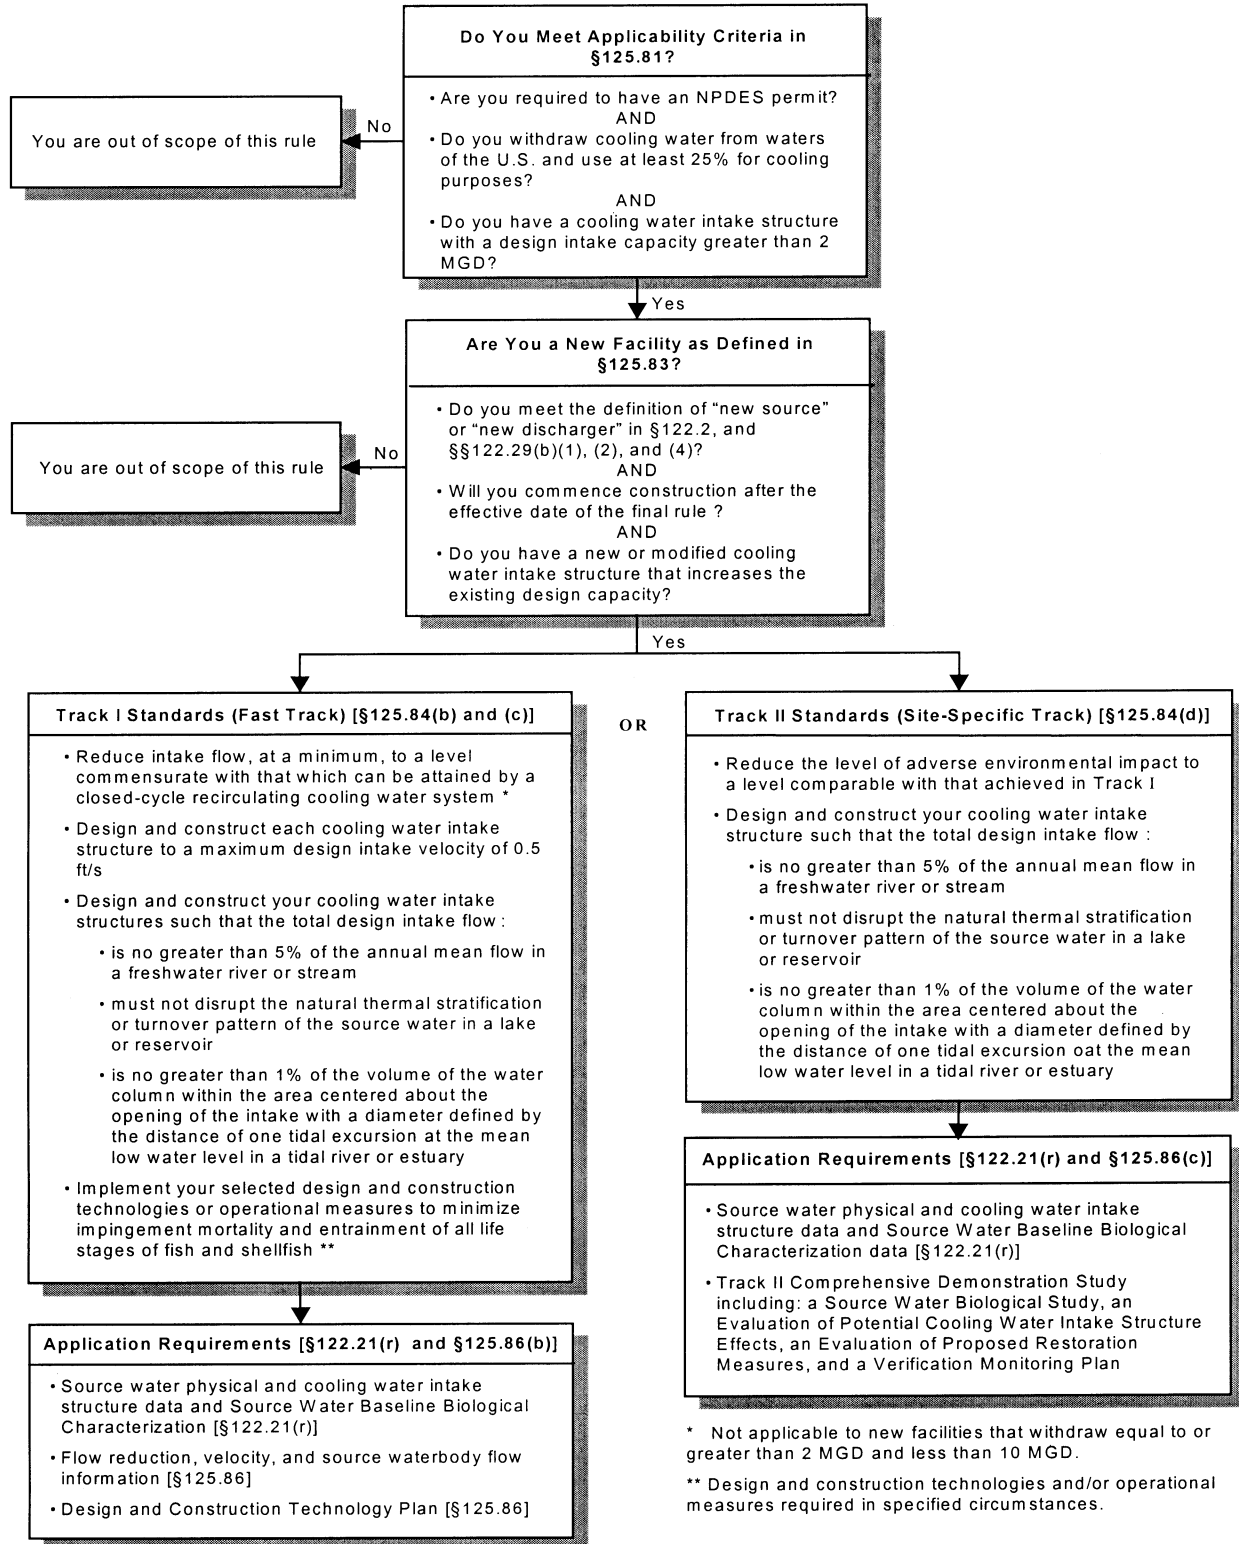 Do You Meet Applicability Criteria in
§125.81?
• Are you required to have an NPDES permit?
AND
• Do you withdraw cooling water from waters
of the U.S. and use at least 25% for cooling
purposes?
AND
• Do you have a cooling water intake structure
with a design intake capacity greater than 2
MGD?
No
You are out of scope of this rule
Yes
Are You a New Facility as Defined in
§125.83?
• Do you meet the definition of “new source”
or “new discharger” in §122.2, and
§§122.29(b)(1), (2), and (4)?
AND
• Will you commence construction after the
effective date of the final rule ?
AND
• Do you have a new or modified cooling
water intake structure that increases the
existing design capacity?
No
You are out of scope of this rule
Yes
Track I Standards (Fast Track) [§125.84(b) and (c)]
• Reduce intake flow, at a minimum, to a level
commensurate with that which can be attained by a
closed-cycle recirculating cooling water system *
• Design and construct each cooling water intake
structure to a maximum design intake velocity of 0.5
ft/s
• Design and construct your cooling water intake
structures such that the total design intake flow :
• is no greater than 5% of the annual mean flow in
a freshwater river or stream
• must not disrupt the natural thermal stratification
or turnover pattern of the source water in a lake
or reservoir
• is no greater than 1% of the volume of the water
column within the area centered about the
opening of the intake with a diameter defined by
the distance of one tidal excursion at the mean
low water level in a tidal river or estuary
• Implement your selected design and construction
technologies or operational measures to minimize
impingement mortality and entrainment of all life
stages of fish and shellfish **
OR
Track II Standards (Site-Specific Track) [§125.84(d)]
• Reduce the level of adverse environmental impact to
a level comparable with that achieved in Track I
• Design and construct your cooling water intake
structure such that the total design intake flow :
• is no greater than 5% of the annual mean flow in
a freshwater river or stream
• must not disrupt the natural thermal stratification
or turnover pattern of the source water in a lake
or reservoir
• is no greater than 1% of the volume of the water
column within the area centered about the
opening of the intake with a diameter defined by
the distance of one tidal excursion oat the mean
low water level in a tidal river or estuary
Application Requirements [§122.21(r) and §125.86(b)]
• Source water physical and cooling water intake
structure data and Source Water Baseline Biological
Characterization [§122.21(r)]
• Flow reduction, velocity, and source waterbody flow
information [§125.86]
• Design and Construction Technology Plan [§125.86]
Application Requirements [§122.21(r) and §125.86(c)]
• Source water physical and cooling water intake
structure data and Source Water Baseline Biological
Characterization data [§122.21(r)]
• Track II Comprehensive Demonstration Study
including: a Source Water Biological Study, an
Evaluation of Potential Cooling Water Intake Structure
Effects, an Evaluation of Proposed Restoration
Measures, and a Verification Monitoring Plan
* Not applicable to new facilities that withdraw equal to or
greater than 2 MGD and less than 10 MGD.
** Design and construction technologies and/or operational
measures required in specified circumstances.